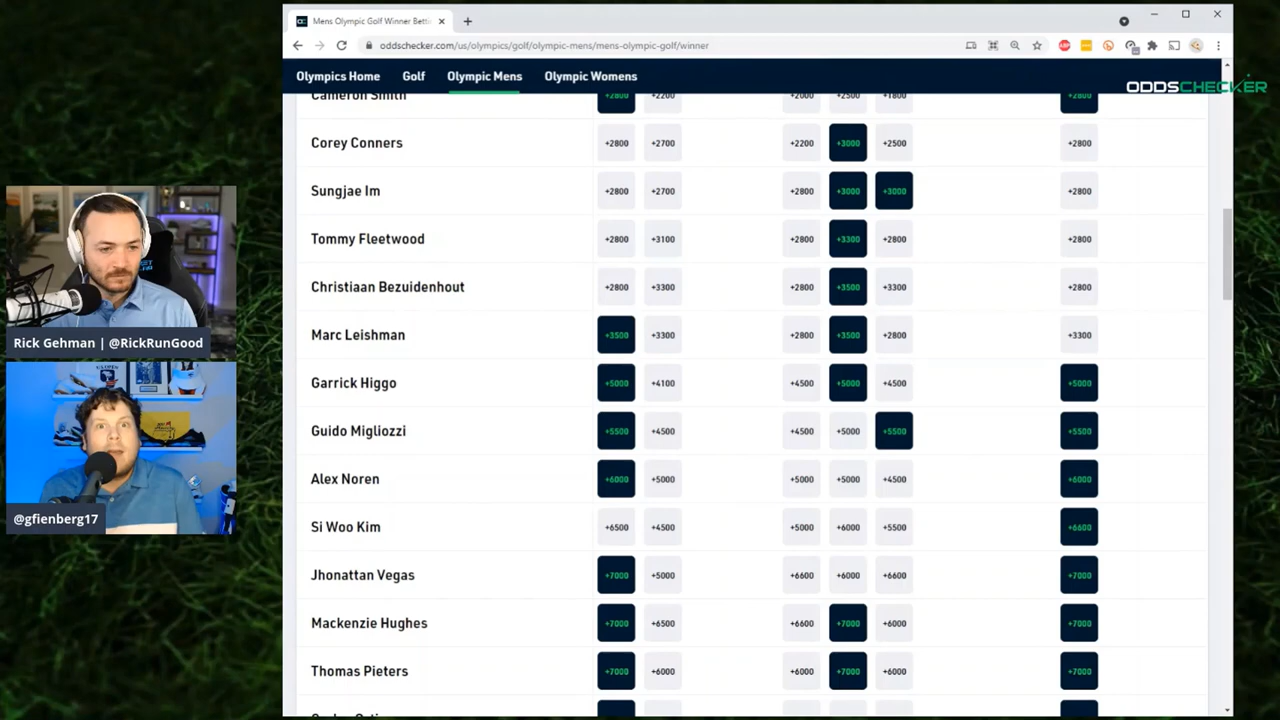 Mens Olympic Golf Winner Betti
oddschecker.com/us/olympics/golf/olympic-mens/mens-olympic-golf/winner
Olympics Home Golf Olympic Mens Olympic Womens
ODDSCHECKER
Cameron Smith +2800 +2200 +2000 +2500 +1800 +2800
Corey Conners +2800 +2700 +2200 +3000 +2500 +2800
Sungjae Im +2800 +2700 +2800 +3000 +3000 +2800
Tommy Fleetwood +2800 +3100 +2800 +3300 +2800 +2800
Christiaan Bezuidenhout +2800 +3300 +2800 +3500 +3300 +2800
Marc Leishman +3500 +3300 +2800 +3500 +2800 +3300
Garrick Higgo +5000 +4100 +4500 +5000 +4500 +5000
Guido Migliozzi +5500 +4500 +4500 +5000 +5500 +5500
Alex Noren +6000 +5000 +5000 +5000 +4500 +6000
Si Woo Kim +6500 +4500 +5000 +6000 +5500 +6600
Jhonattan Vegas +7000 +5000 +6600 +6000 +6600 +7000
Mackenzie Hughes +7000 +6500 +6600 +7000 +6000 +7000
Thomas Pieters +7000 +6000 +6000 +7000 +6000 +7000
Rick Gehman | @RickRunGood
@gfienberg17